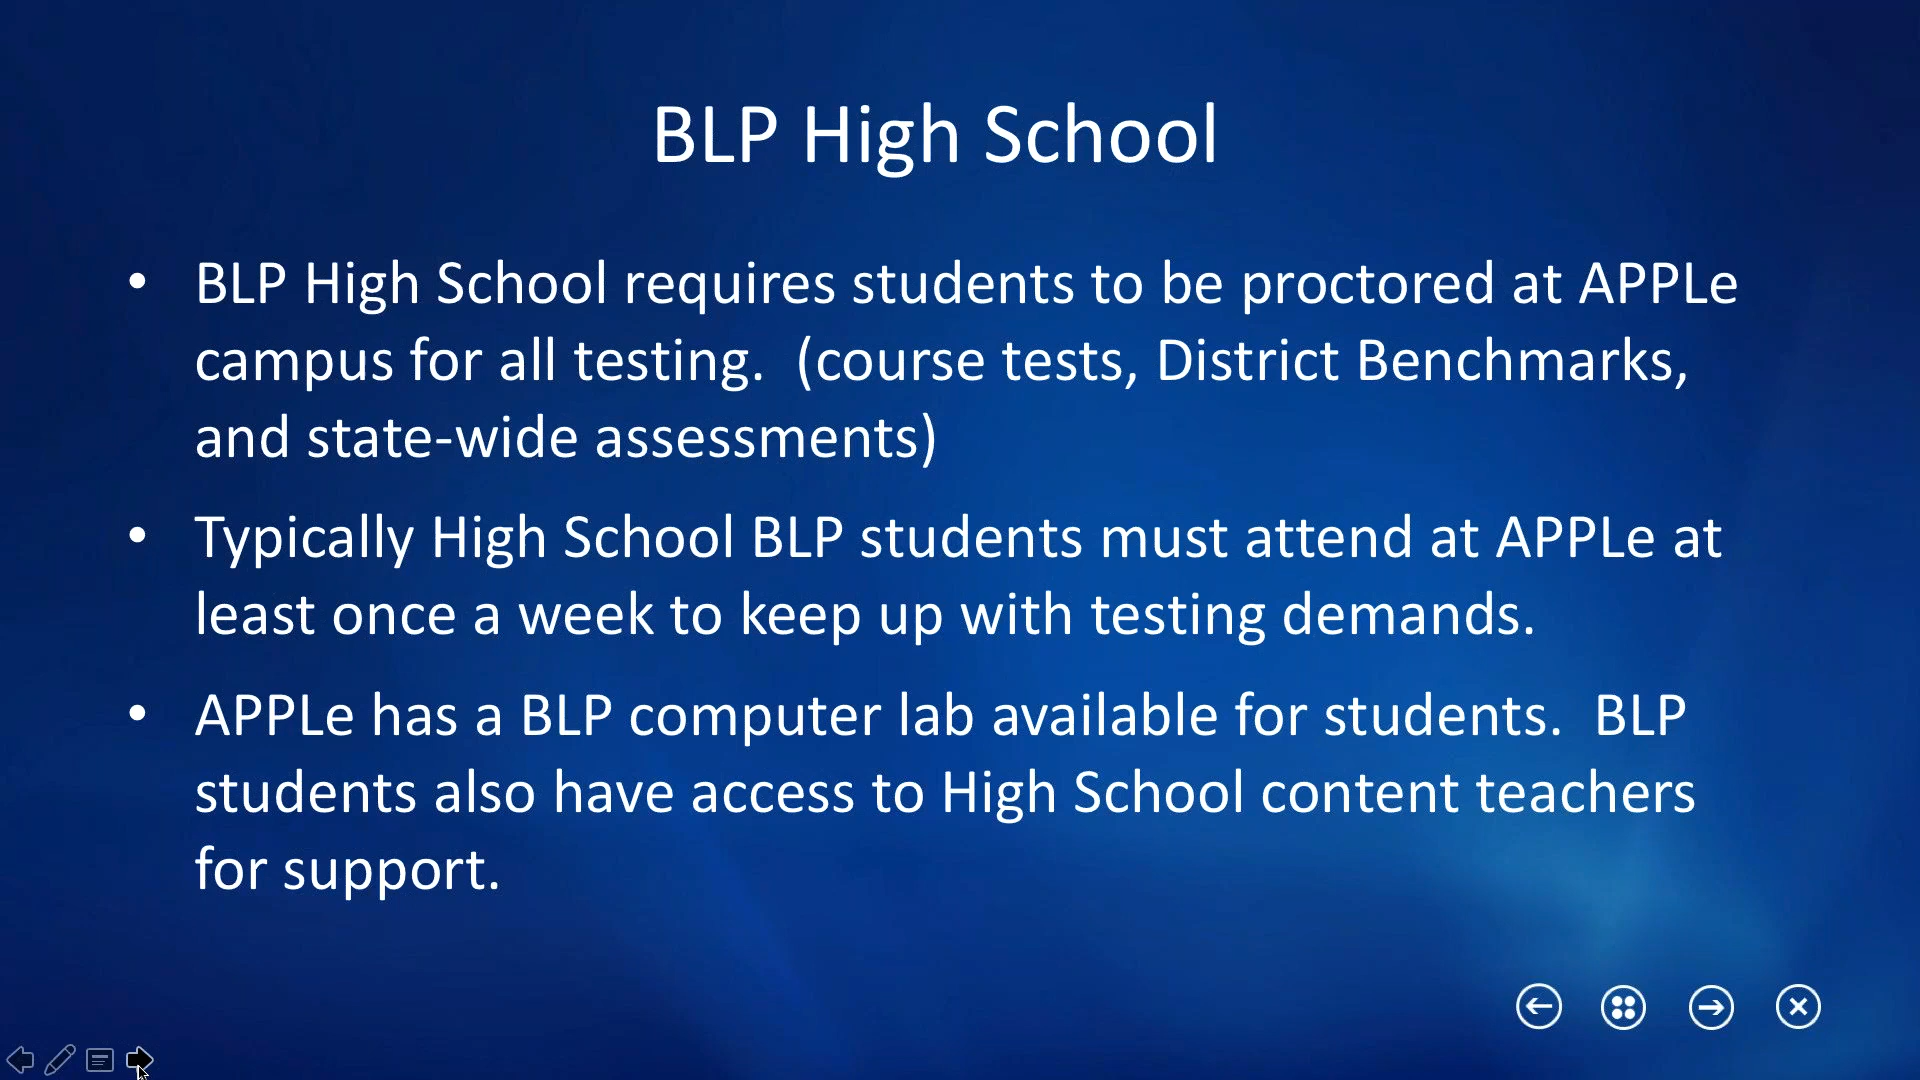 BLP High School
• BLP High School requires students to be proctored at APPLe
campus for all testing.  (course tests, District Benchmarks,
and state-wide assessments)
• Typically High School BLP students must attend at APPLe at
least once a week to keep up with testing demands.
• APPLe has a BLP computer lab available for students.  BLP
students also have access to High School content teachers
for support.